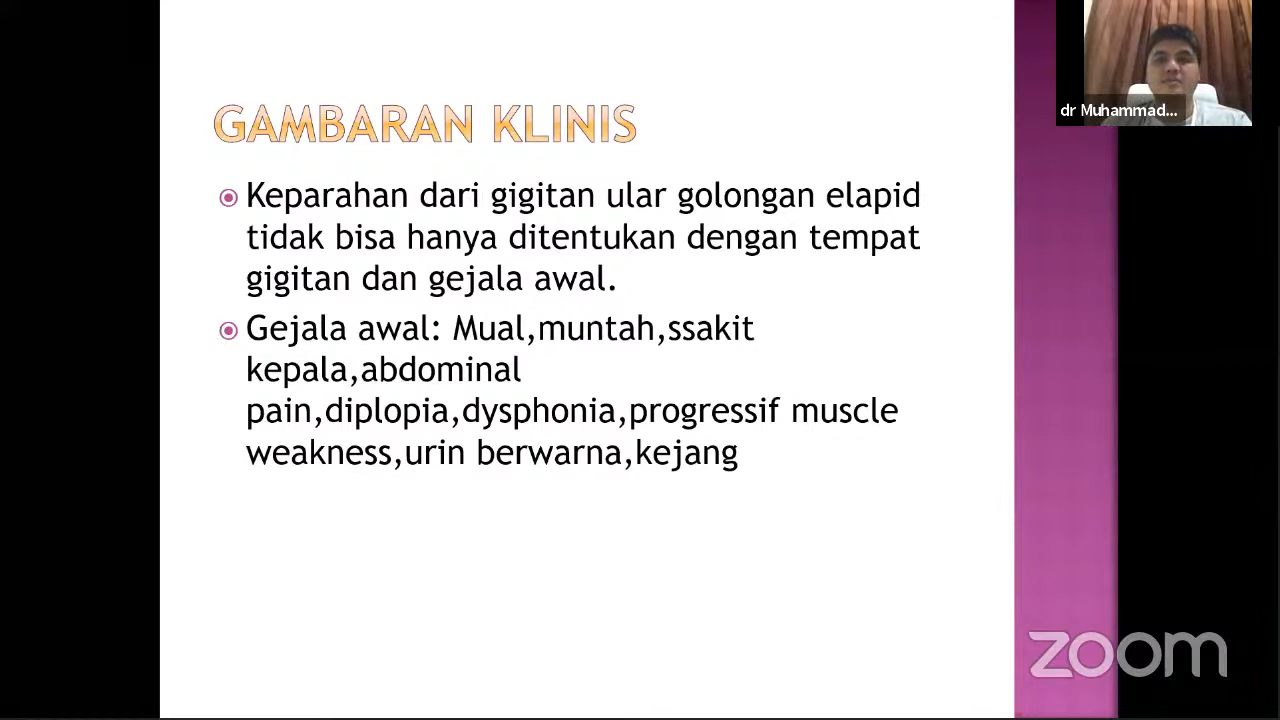 dr Muhammad...
GAMBARAN KLINIS
Keparahan dari gigitan ular golongan elapid
tidak bisa hanya ditentukan dengan tempat
gigitan dan gejala awal.
Gejala awal: Mual,muntah,ssakit
kepala,abdominal
pain,diplopia,dysphonia,progressif muscle
weakness,urin berwarna,kejang
zoom